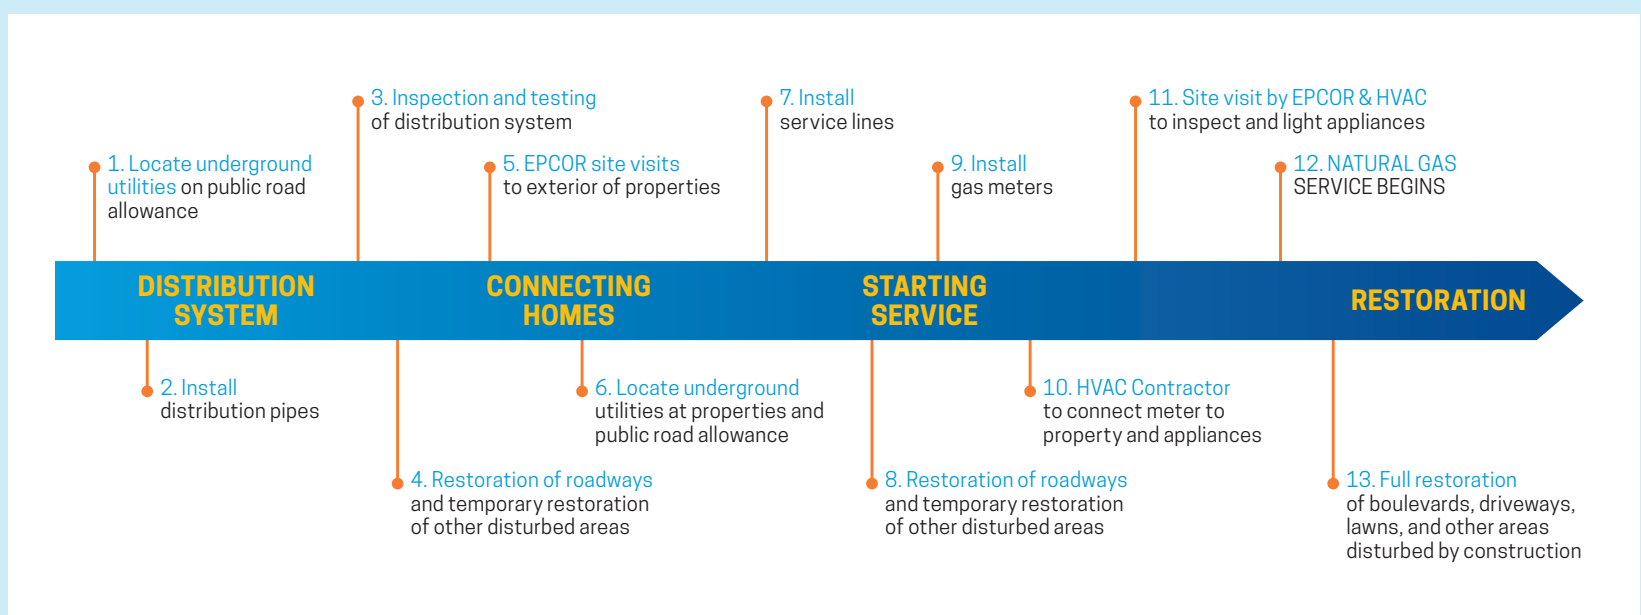 1. Locate underground
utilities on public road
allowance
2. Install
distribution pipes
3. Inspection and testing
of distribution system
4. Restoration of roadways
and temporary restoration
of other disturbed areas
5. EPCOR site visits
to exterior of properties
6. Locate underground
utilities at properties and
public road allowance
7. Install
service lines
8. Restoration of roadways
and temporary restoration
of other disturbed areas
9. Install
gas meters
10. HVAC Contractor
to connect meter to
property and appliances
11. Site visit by EPCOR & HVAC
to inspect and light appliances
12. NATURAL GAS
SERVICE BEGINS
13. Full restoration
of boulevards, driveways,
lawns, and other areas
disturbed by construction
DISTRIBUTION
SYSTEM
CONNECTING
HOMES
STARTING
SERVICE
RESTORATION